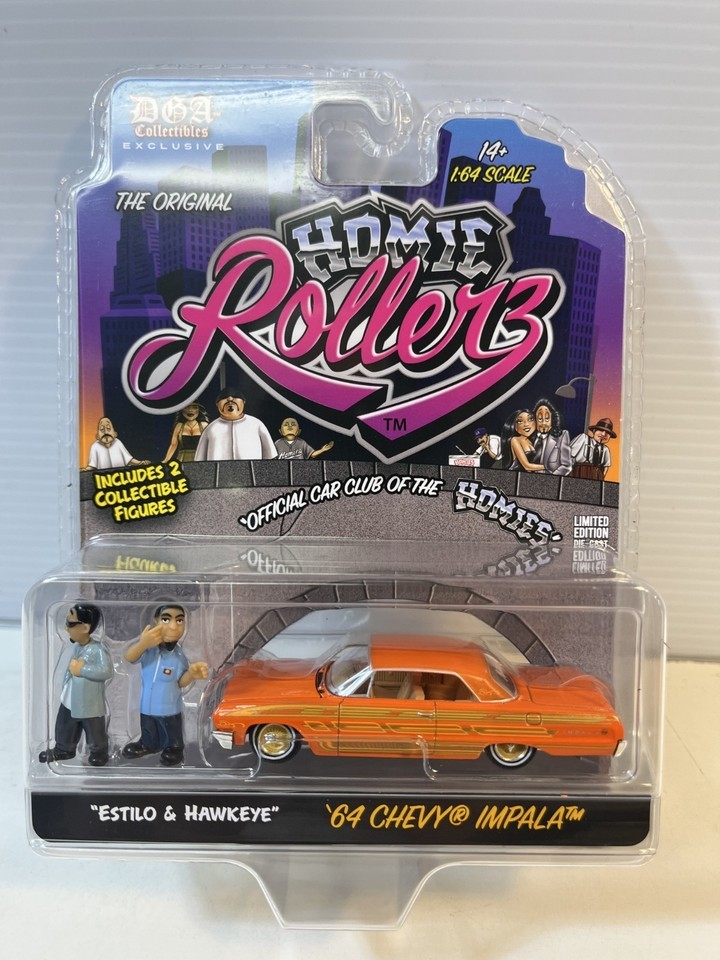 DGA
Collectibles
EXCLUSIVE
14+
1:64 SCALE
THE ORIGINAL
HOMIE
Rollerz
TM
INCLUDES 2
COLLECTIBLE
FIGURES
'OFFICIAL CAR CLUB OF THE HOMIES'
LIMITED
EDITION
DIE-CAST
"ESTILO & HAWKEYE"
'64 CHEVY® IMPALA™